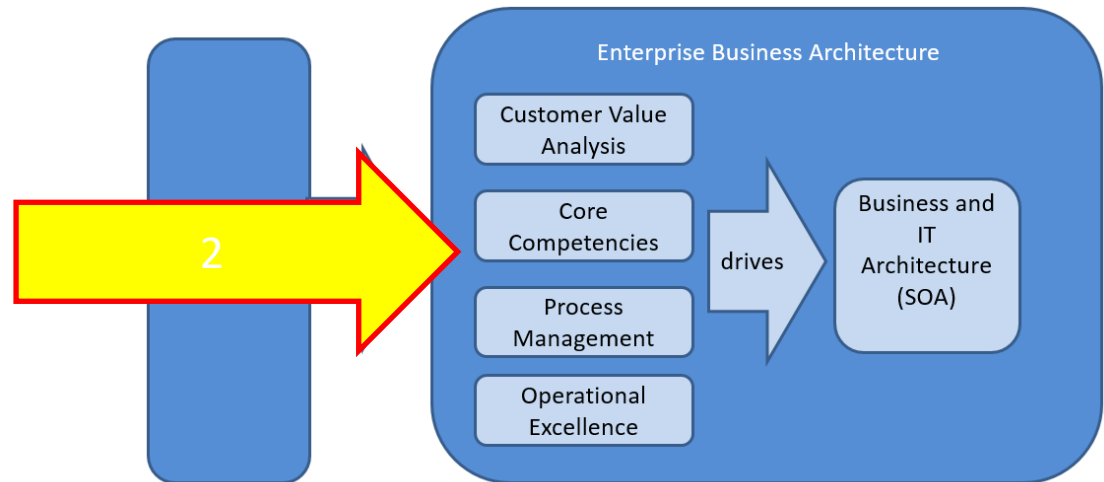 Enterprise Business Architecture
Customer Value
Analysis
Core
Competencies
Process
Management
Operational
Excellence
2
drives
Business and
IT
Architecture
(SOA)